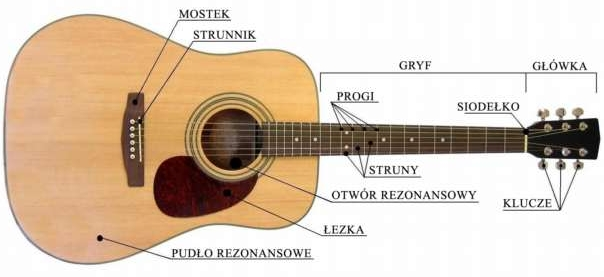 MOSTEK
STRUNNIK
GRYF
GŁÓWKA
PROGI
SIODEŁKO
STRUNY
OTWÓR REZONANSOWY
KLUCZE
ŁEZKA
PUDŁO REZONANSOWE